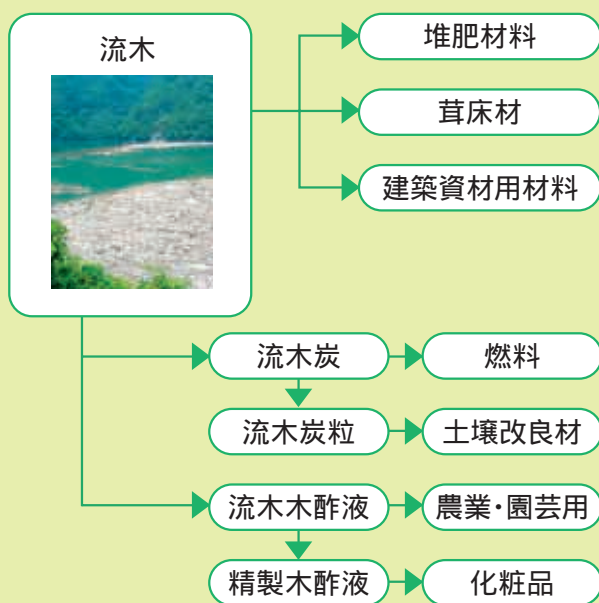 流木
堆肥材料
茸床材
建築資材用材料
流木炭
燃料
流木炭粒
土壌改良材
流木木酢液
農業・園芸用
精製木酢液
化粧品